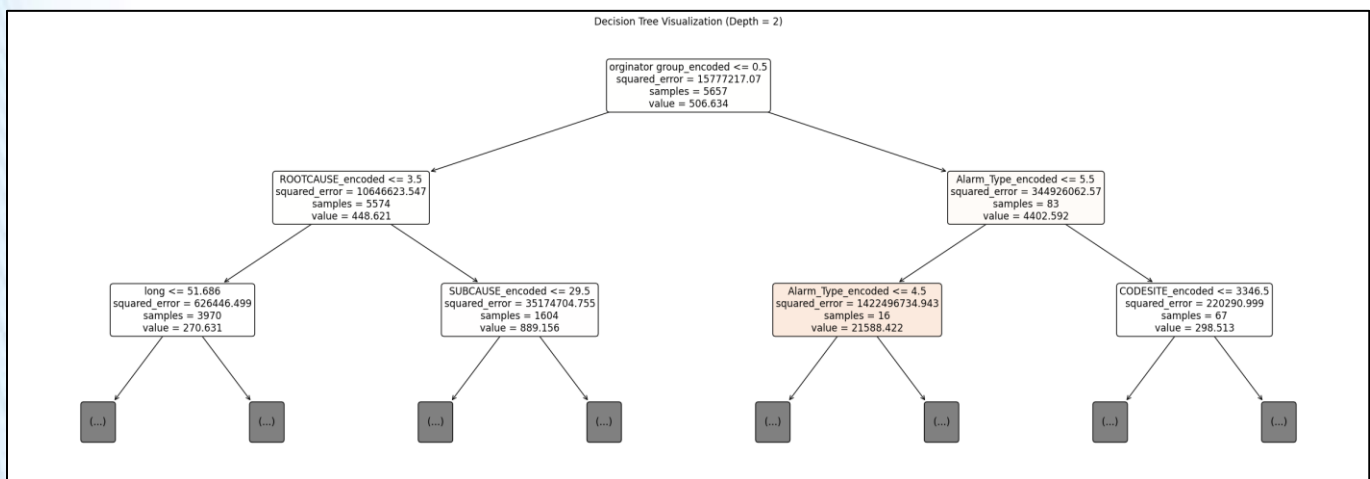 Decision Tree Visualization (Depth = 2)
orginator group_encoded <= 0.5
squared_error = 15777217.07
samples = 5657
value = 506.634
ROOTCAUSE_encoded <= 3.5
squared_error = 10646623.547
samples = 5574
value = 448.621
Alarm_Type_encoded <= 5.5
squared_error = 344926062.57
samples = 83
value = 4402.592
long <= 51.686
squared_error = 626446.499
samples = 3970
value = 270.631
SUBCAUSE_encoded <= 29.5
squared_error = 35174704.755
samples = 1604
value = 889.156
Alarm_Type_encoded <= 4.5
squared_error = 1422496734.943
samples = 16
value = 21588.422
CODESITE_encoded <= 3346.5
squared_error = 220290.999
samples = 67
value = 298.513
(...)
(...)
(...)
(...)
(...)
(...)
(...)
(...)